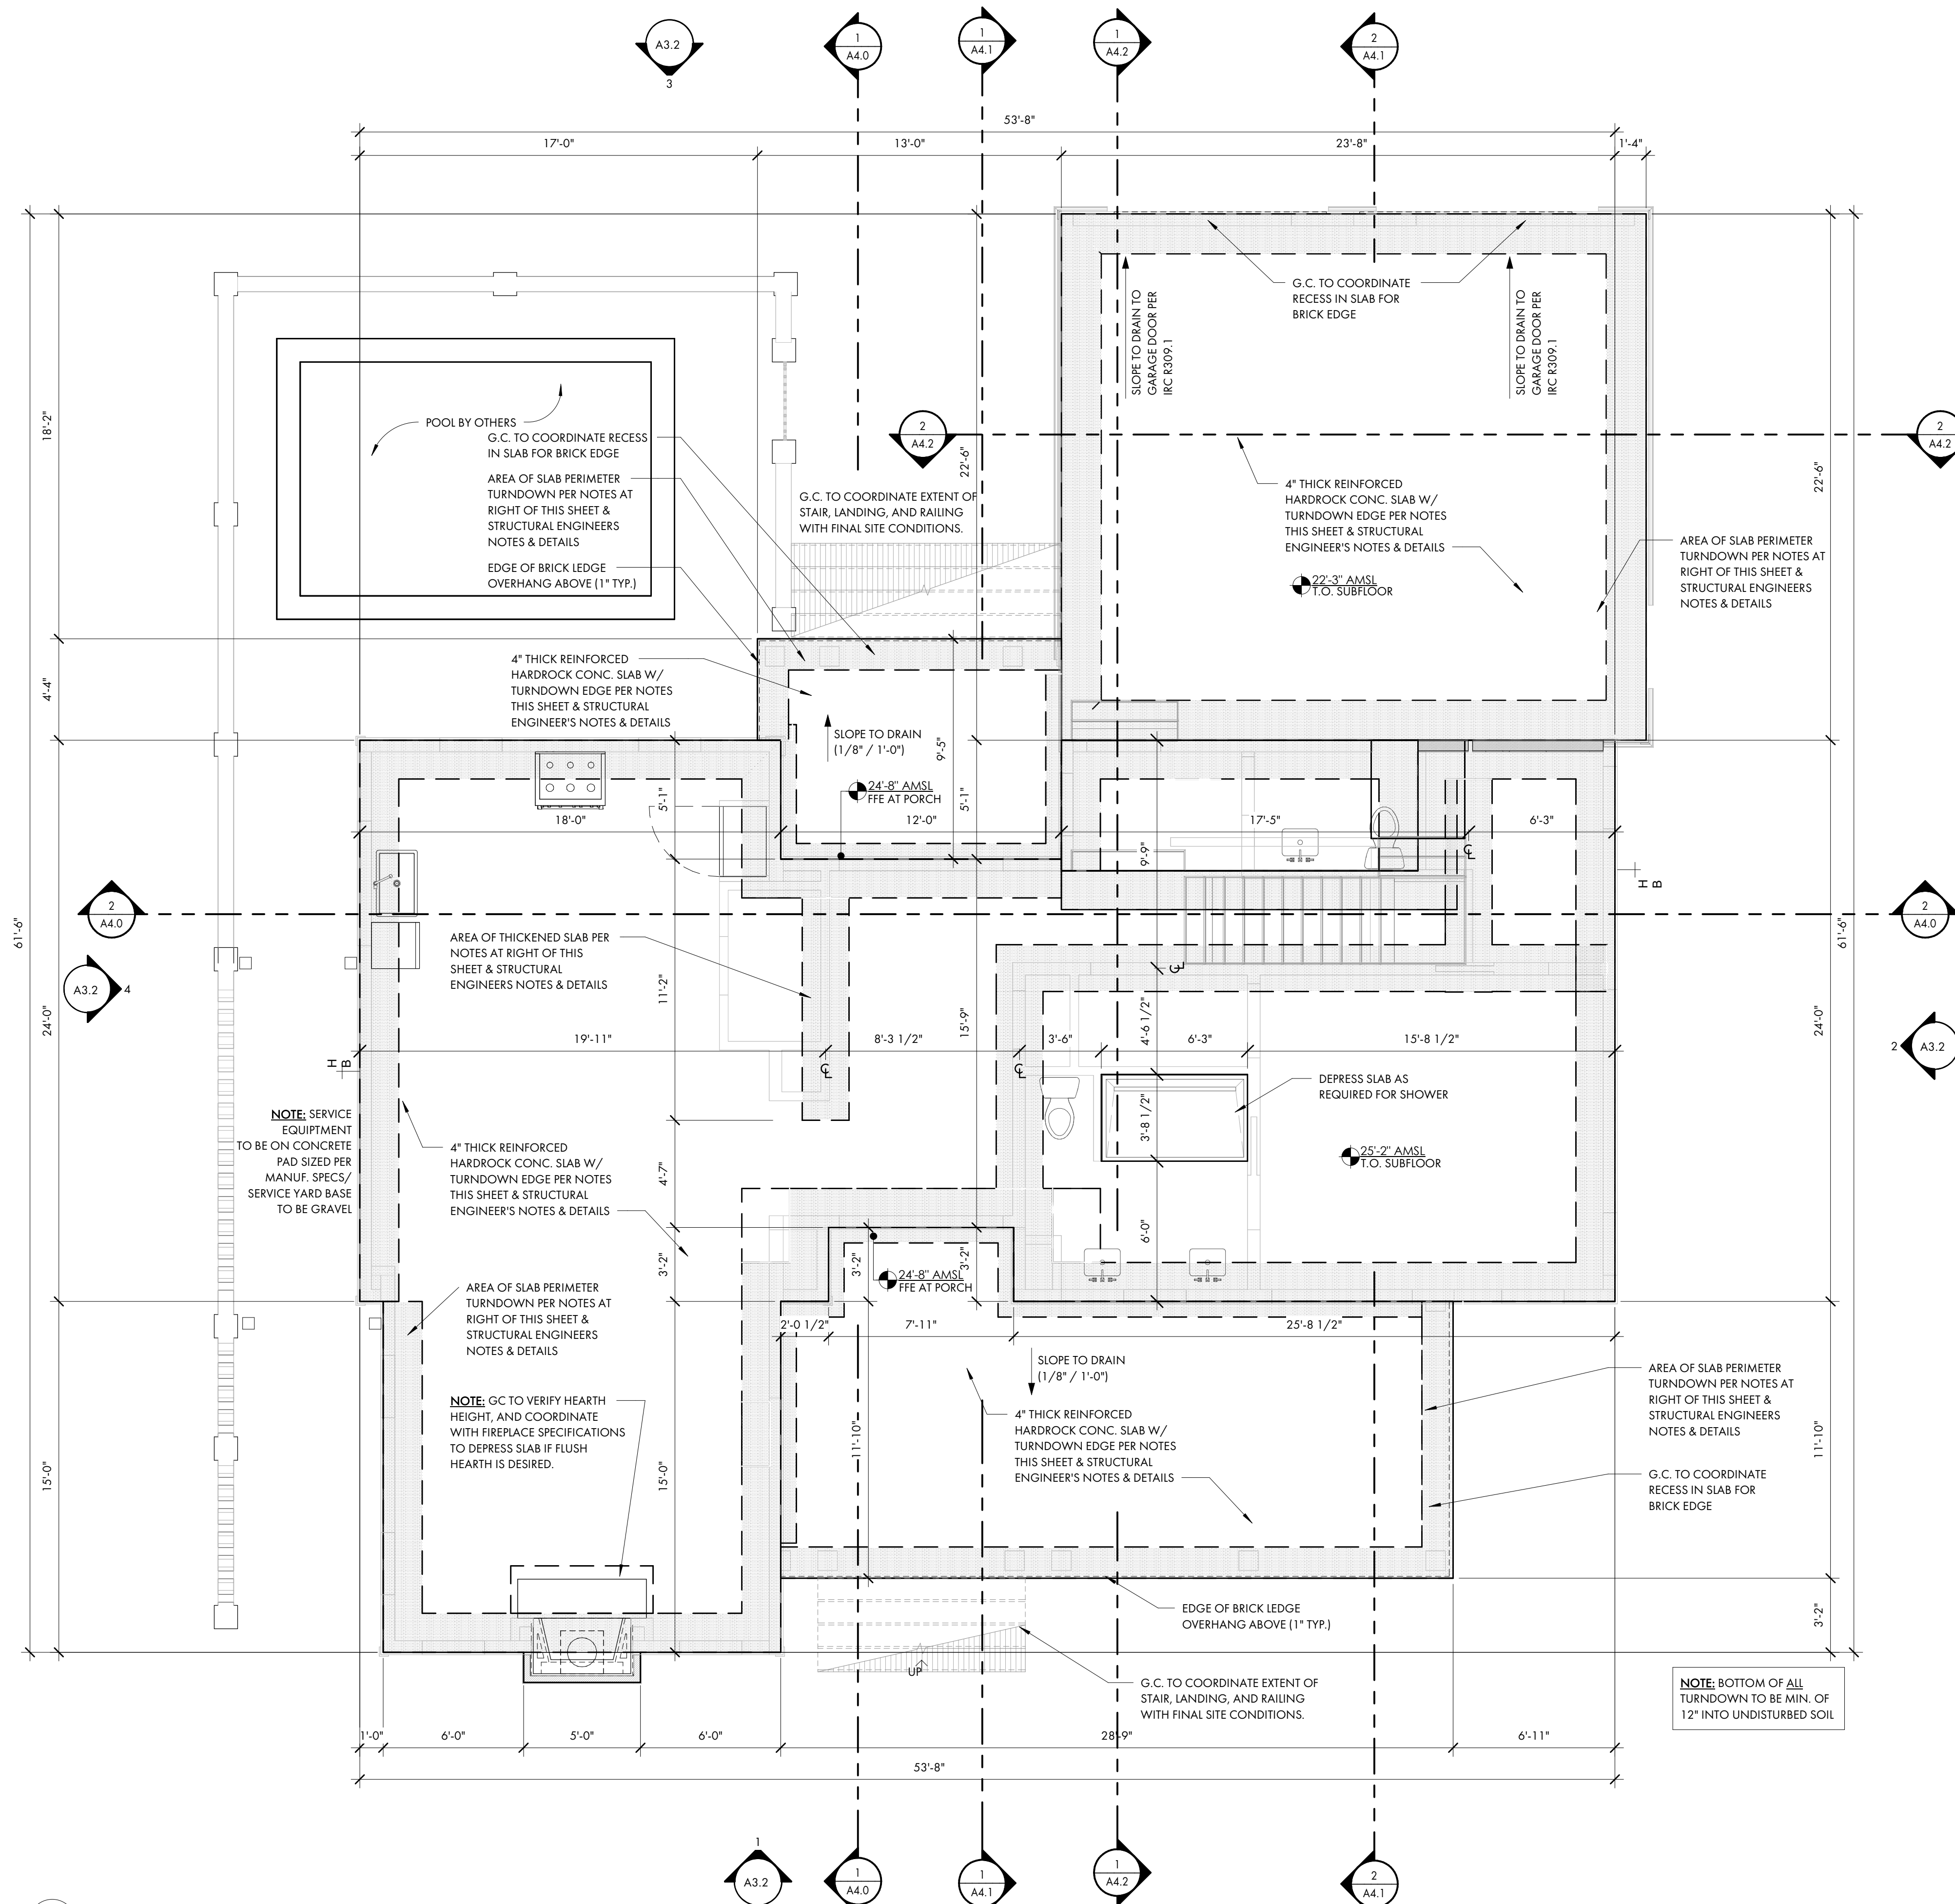 A3.2
3
1
A4.0
1
A4.1
1
A4.2
2
A4.1
53'-8"
17'-0"
13'-0"
23'-8"
1'-4"
G.C. TO COORDINATE
RECESS IN SLAB FOR
BRICK EDGE
SLOPE TO DRAIN TO
GARAGE DOOR PER
IRC R309.1
SLOPE TO DRAIN TO
GARAGE DOOR PER
IRC R309.1
18'-2"
POOL BY OTHERS
G.C. TO COORDINATE RECESS
IN SLAB FOR BRICK EDGE
AREA OF SLAB PERIMETER
TURNDOWN PER NOTES AT
RIGHT OF THIS SHEET &
STRUCTURAL ENGINEERS
NOTES & DETAILS
EDGE OF BRICK LEDGE
OVERHANG ABOVE (1" TYP.)
2
A4.2
22'-6"
G.C. TO COORDINATE EXTENT OF
STAIR, LANDING, AND RAILING
WITH FINAL SITE CONDITIONS.
4" THICK REINFORCED
HARDROCK CONC. SLAB W/
TURNDOWN EDGE PER NOTES
THIS SHEET & STRUCTURAL
ENGINEER'S NOTES & DETAILS
22'-3" AMSL
T.O. SUBFLOOR
22'-6"
2
A4.2
AREA OF SLAB PERIMETER
TURNDOWN PER NOTES AT
RIGHT OF THIS SHEET &
STRUCTURAL ENGINEERS
NOTES & DETAILS
4'-4"
4" THICK REINFORCED
HARDROCK CONC. SLAB W/
TURNDOWN EDGE PER NOTES
THIS SHEET & STRUCTURAL
ENGINEER'S NOTES & DETAILS
SLOPE TO DRAIN
(1/8" / 1'-0")
9'-5"
24'-8" AMSL
FFE AT PORCH
5'-1"
5'-1"
18'-0"
12'-0"
17'-5"
6'-3"
9'-9"
CL
H B
2
A4.0
2
A4.0
61'-6"
61'-6"
AREA OF THICKENED SLAB PER
NOTES AT RIGHT OF THIS
SHEET & STRUCTURAL
ENGINEERS NOTES & DETAILS
CL
A3.2
4
24'-0"
11'-2"
15'-9"
4'-6 1/2"
24'-0"
2
A3.2
19'-11"
8'-3 1/2"
3'-6"
6'-3"
15'-8 1/2"
H B
CL
CL
DEPRESS SLAB AS
REQUIRED FOR SHOWER
3'-8 1/2"
NOTE: SERVICE
EQUIPTMENT
TO BE ON CONCRETE
PAD SIZED PER
MANUF. SPECS/
SERVICE YARD BASE
TO BE GRAVEL
4" THICK REINFORCED
HARDROCK CONC. SLAB W/
TURNDOWN EDGE PER NOTES
THIS SHEET & STRUCTURAL
ENGINEER'S NOTES & DETAILS
4'-7"
25'-2" AMSL
T.O. SUBFLOOR
6'-0"
3'-2"
3'-2"
3'-2"
24'-8" AMSL
FFE AT PORCH
AREA OF SLAB PERIMETER
TURNDOWN PER NOTES AT
RIGHT OF THIS SHEET &
STRUCTURAL ENGINEERS
NOTES & DETAILS
2'-0 1/2"
7'-11"
25'-8 1/2"
SLOPE TO DRAIN
(1/8" / 1'-0")
AREA OF SLAB PERIMETER
TURNDOWN PER NOTES AT
RIGHT OF THIS SHEET &
STRUCTURAL ENGINEERS
NOTES & DETAILS
NOTE: GC TO VERIFY HEARTH
HEIGHT, AND COORDINATE
WITH FIREPLACE SPECIFICATIONS
TO DEPRESS SLAB IF FLUSH
HEARTH IS DESIRED.
4" THICK REINFORCED
HARDROCK CONC. SLAB W/
TURNDOWN EDGE PER NOTES
THIS SHEET & STRUCTURAL
ENGINEER'S NOTES & DETAILS
15'-0"
15'-0"
11'-10"
11'-10"
G.C. TO COORDINATE
RECESS IN SLAB FOR
BRICK EDGE
EDGE OF BRICK LEDGE
OVERHANG ABOVE (1" TYP.)
3'-2"
UP
G.C. TO COORDINATE EXTENT OF
STAIR, LANDING, AND RAILING
WITH FINAL SITE CONDITIONS.
NOTE: BOTTOM OF ALL
TURNDOWN TO BE MIN. OF
12" INTO UNDISTURBED SOIL
1'-0"
6'-0"
5'-0"
6'-0"
28'-9"
6'-11"
53'-8"
1
A3.2
1
A4.0
1
A4.1
1
A4.2
2
A4.1